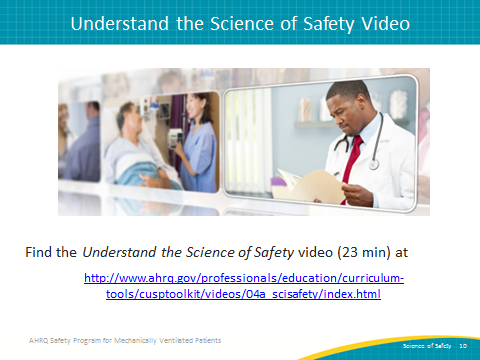 Understand the Science of Safety Video
Find the Understand the Science of Safety video (23 min) at
http://www.ahrq.gov/professionals/education/curriculum-
tools/cusptoolkit/videos/04a_scisafety/index.html
AHRQ Safety Program for Mechanically Ventilated Patients
Science of Safety 10